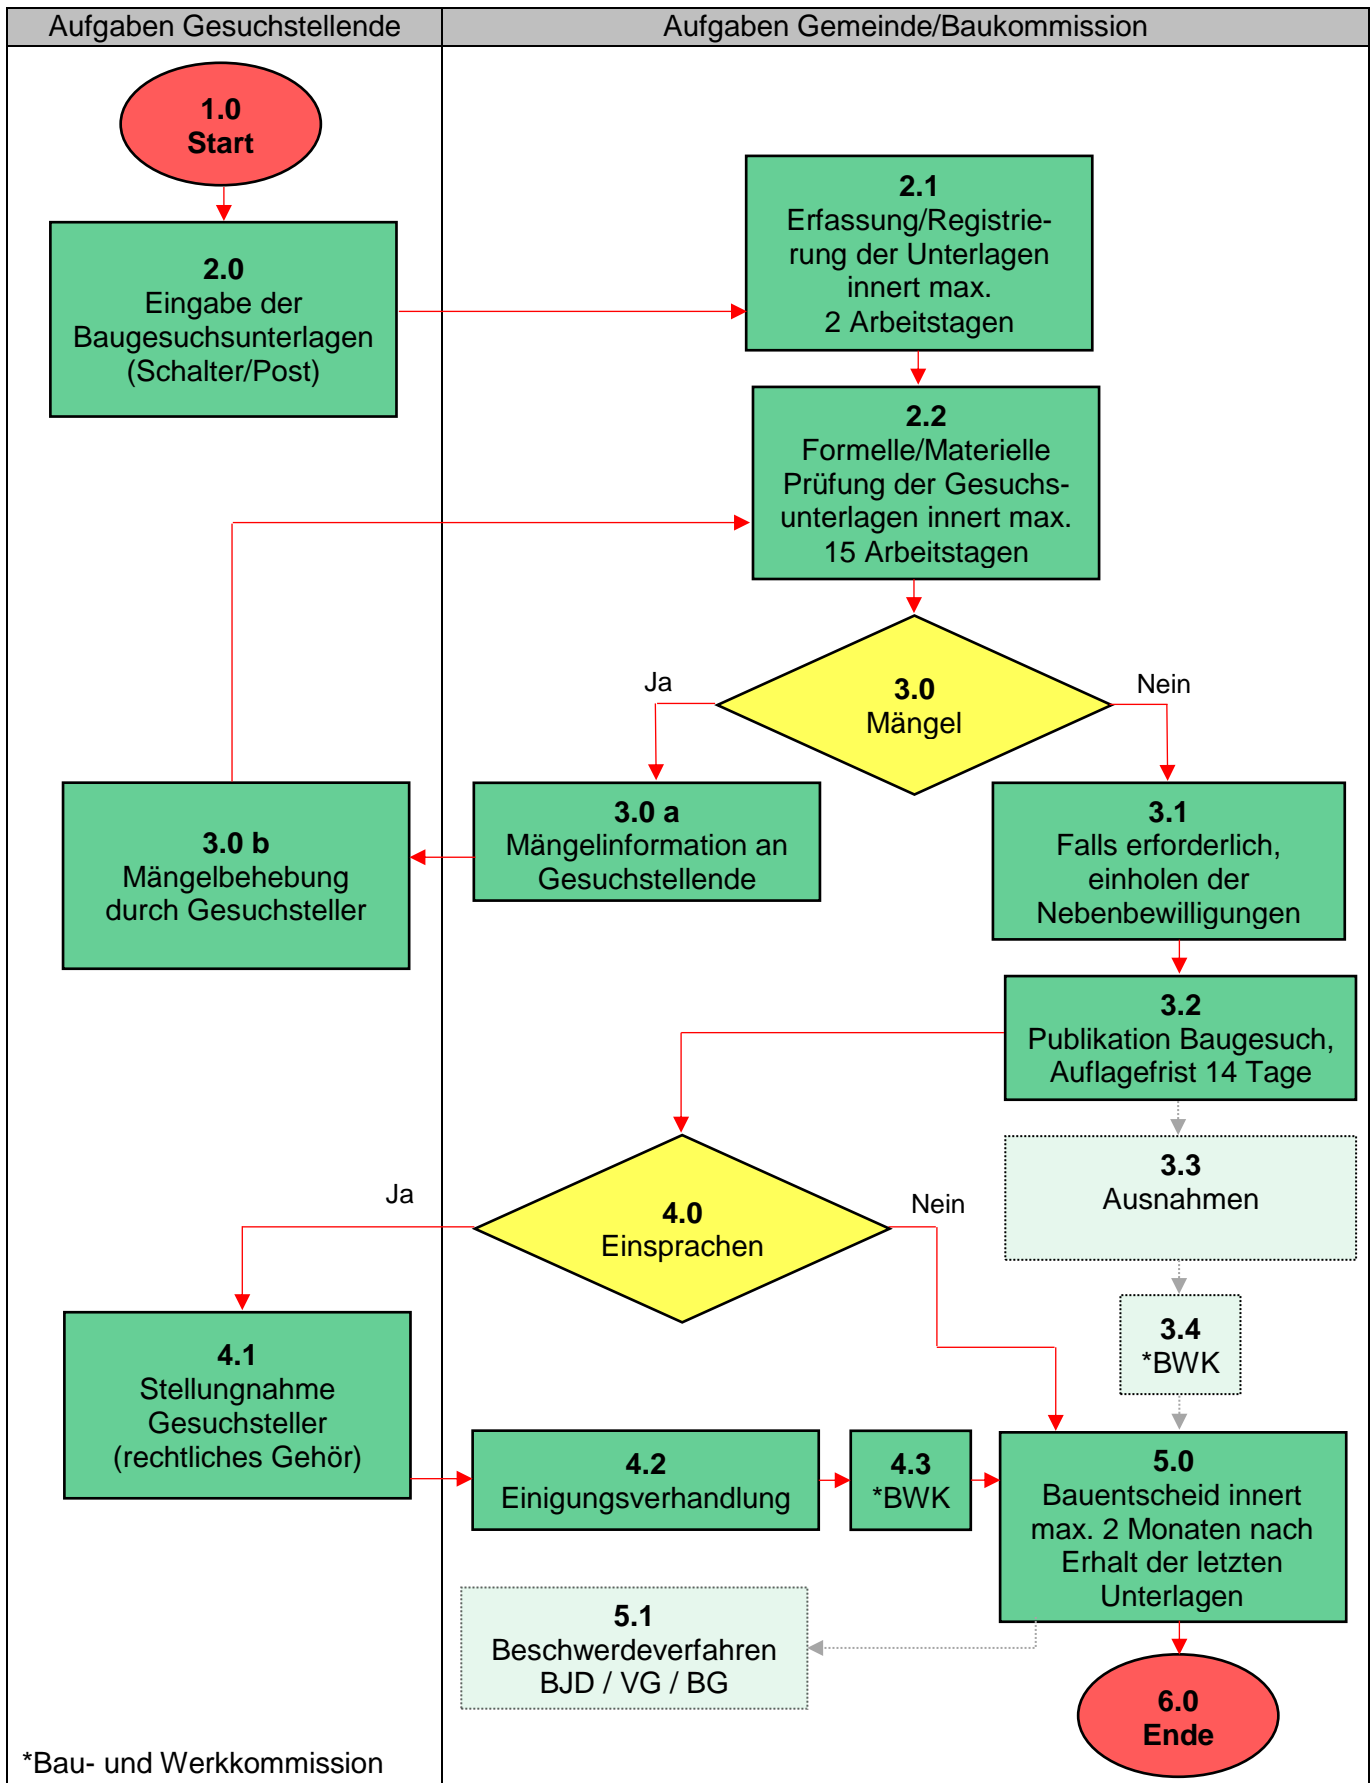 Aufgaben Gesuchstellende
Aufgaben Gemeinde/Baukommission
1.0
Start
2.0
Eingabe der
Baugesuchsunterlagen
(Schalter/Post)
2.1
Erfassung/Registrie-
rung der Unterlagen
innert max.
2 Arbeitstagen
2.2
Formelle/Materielle
Prüfung der Gesuchs-
unterlagen innert max.
15 Arbeitstagen
3.0
Mängel
Ja
Nein
3.0 a
Mängelinformation an
Gesuchstellende
3.0 b
Mängelbehebung
durch Gesuchsteller
3.1
Falls erforderlich,
einholen der
Nebenbewilligungen
3.2
Publikation Baugesuch,
Auflagefrist 14 Tage
3.3
Ausnahmen
3.4
*BWK
4.0
Einsprachen
Ja
Nein
4.1
Stellungnahme
Gesuchsteller
(rechtliches Gehör)
4.2
Einigungsverhandlung
4.3
*BWK
5.0
Bauentscheid innert
max. 2 Monaten nach
Erhalt der letzten
Unterlagen
5.1
Beschwerdeverfahren
BJD / VG / BG
6.0
Ende
*Bau- und Werkkommission